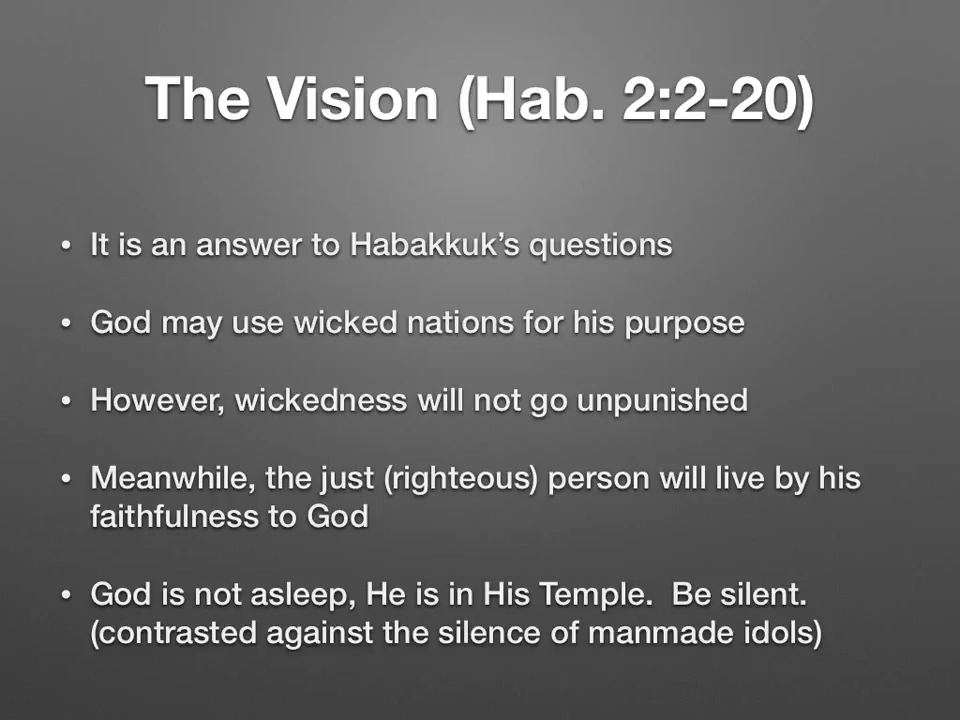 The Vision (Hab. 2:2-20)
• It is an answer to Habakkuk’s questions
• God may use wicked nations for his purpose
• However, wickedness will not go unpunished
• Meanwhile, the just (righteous) person will live by his
faithfulness to God
• God is not asleep, He is in His Temple.  Be silent.
(contrasted against the silence of manmade idols)